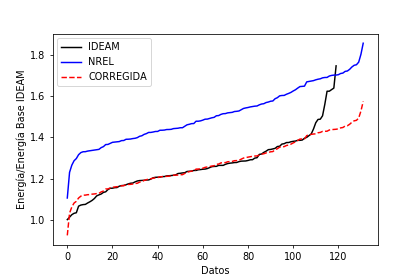 IDEAM
NREL
CORREGIDA
Energía/Energía Base IDEAM
1.8
1.6
1.4
1.2
1.0
0 20 40 60 80 100 120
Datos